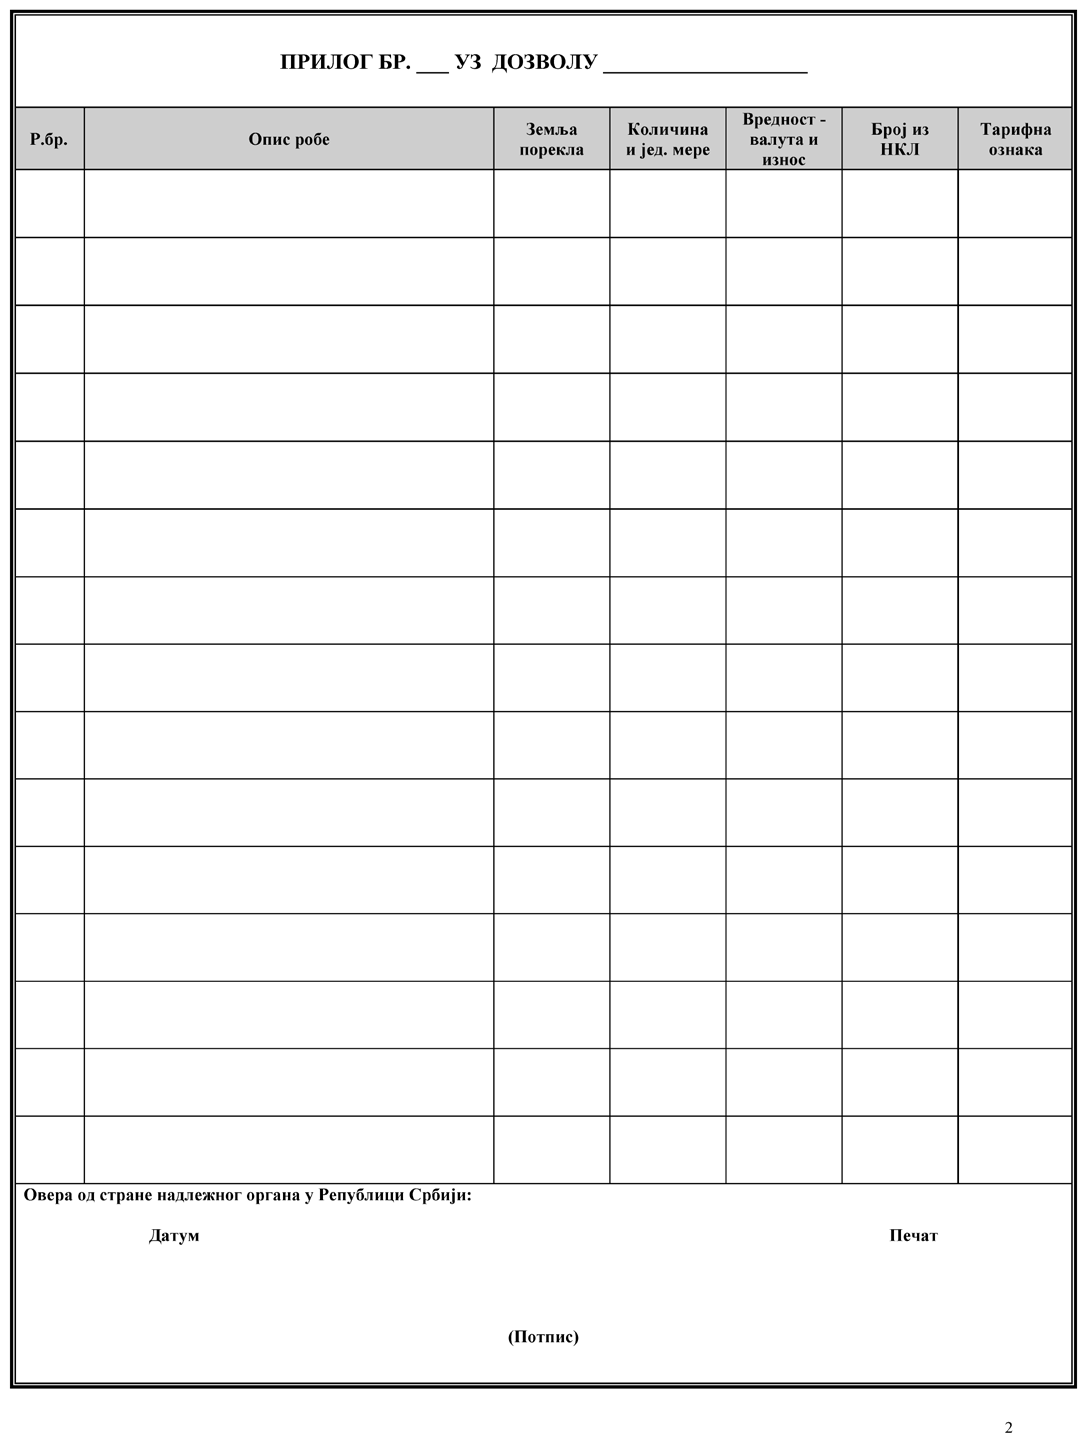 ПРИЛОГ БР. ___ УЗ ДОЗВОЛУ ___________________
Р.бр.
Опис робе
Земља
порекла
Количина
и јед. мере
Вредност -
валута и
износ
Број из
НКЛ
Тарифна
ознака
Овера од стране надлежног органа у Републици Србији:
Датум
Печат
(Потпис)
2